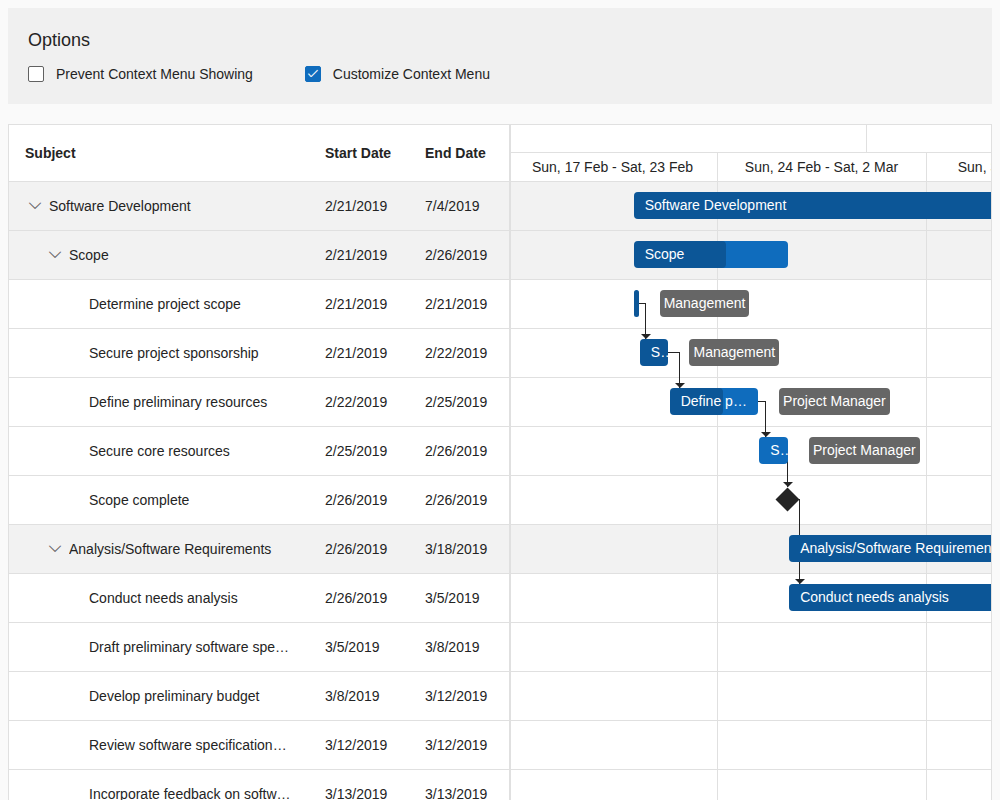 Options
Prevent Context Menu Showing
Customize Context Menu
Subject Start Date End Date
Sun, 17 Feb - Sat, 23 Feb Sun, 24 Feb - Sat, 2 Mar Sun,
Software Development 2/21/2019 7/4/2019 Software Development
Scope 2/21/2019 2/26/2019 Scope
Determine project scope 2/21/2019 2/21/2019 Management
Secure project sponsorship 2/21/2019 2/22/2019 S… Management
Define preliminary resources 2/22/2019 2/25/2019 Define p… Project Manager
Secure core resources 2/25/2019 2/26/2019 S… Project Manager
Scope complete 2/26/2019 2/26/2019
Analysis/Software Requirements 2/26/2019 3/18/2019 Analysis/Software Requiremen
Conduct needs analysis 2/26/2019 3/5/2019 Conduct needs analysis
Draft preliminary software spe… 3/5/2019 3/8/2019
Develop preliminary budget 3/8/2019 3/12/2019
Review software specification… 3/12/2019 3/12/2019
Incorporate feedback on softw… 3/13/2019 3/13/2019